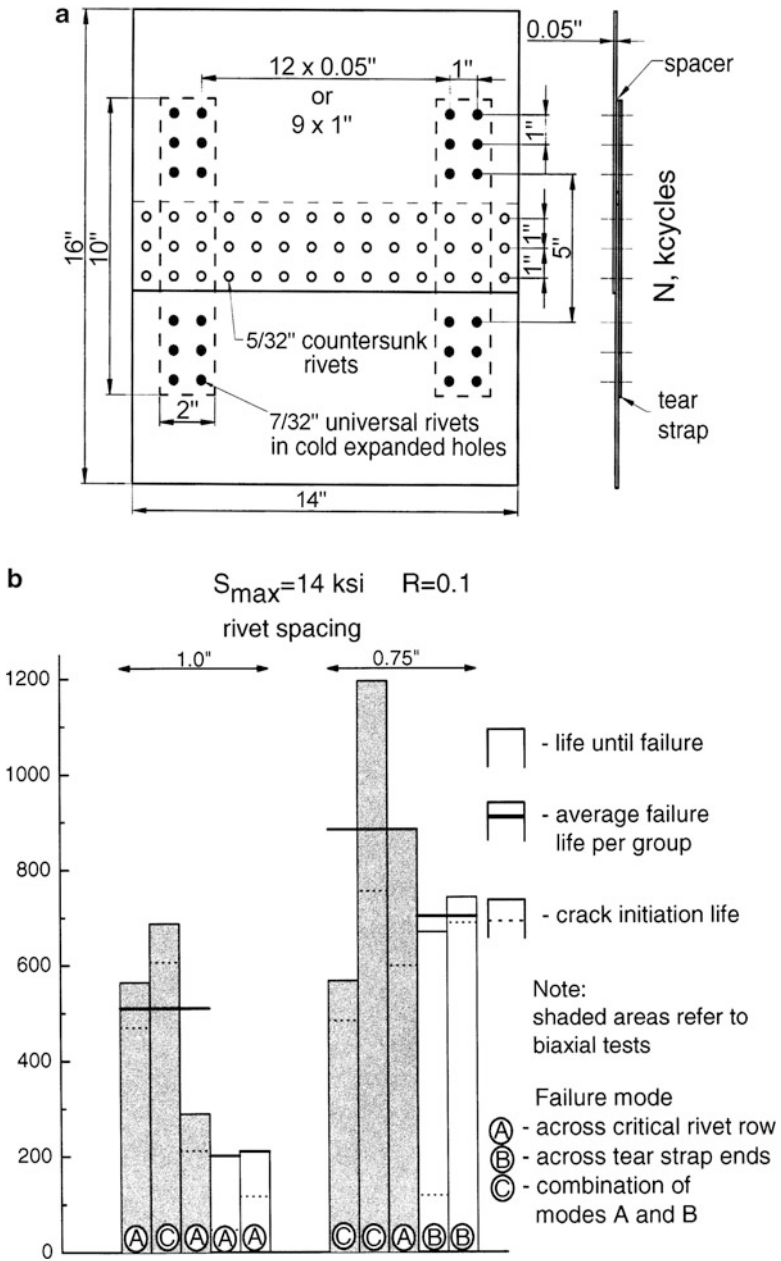 a
0.05"
12 x 0.05"
or
9 x 1"
1"
spacer
1"
16"
10"
1"
1"
5"
N, kcycles
5/32" countersunk
rivets
2"
7/32" universal rivets
in cold expanded holes
tear
strap
14"
b
Smax=14 ksi R=0.1
rivet spacing
1.0"
0.75"
1200
1000
800
600
400
200
0
- life until failure
- average failure
life per group
- crack initiation life
Note:
shaded areas refer to
biaxial tests
Failure mode
A - across critical rivet row
B - across tear strap ends
C - combination of
modes A and B
A C A A A C C A B B